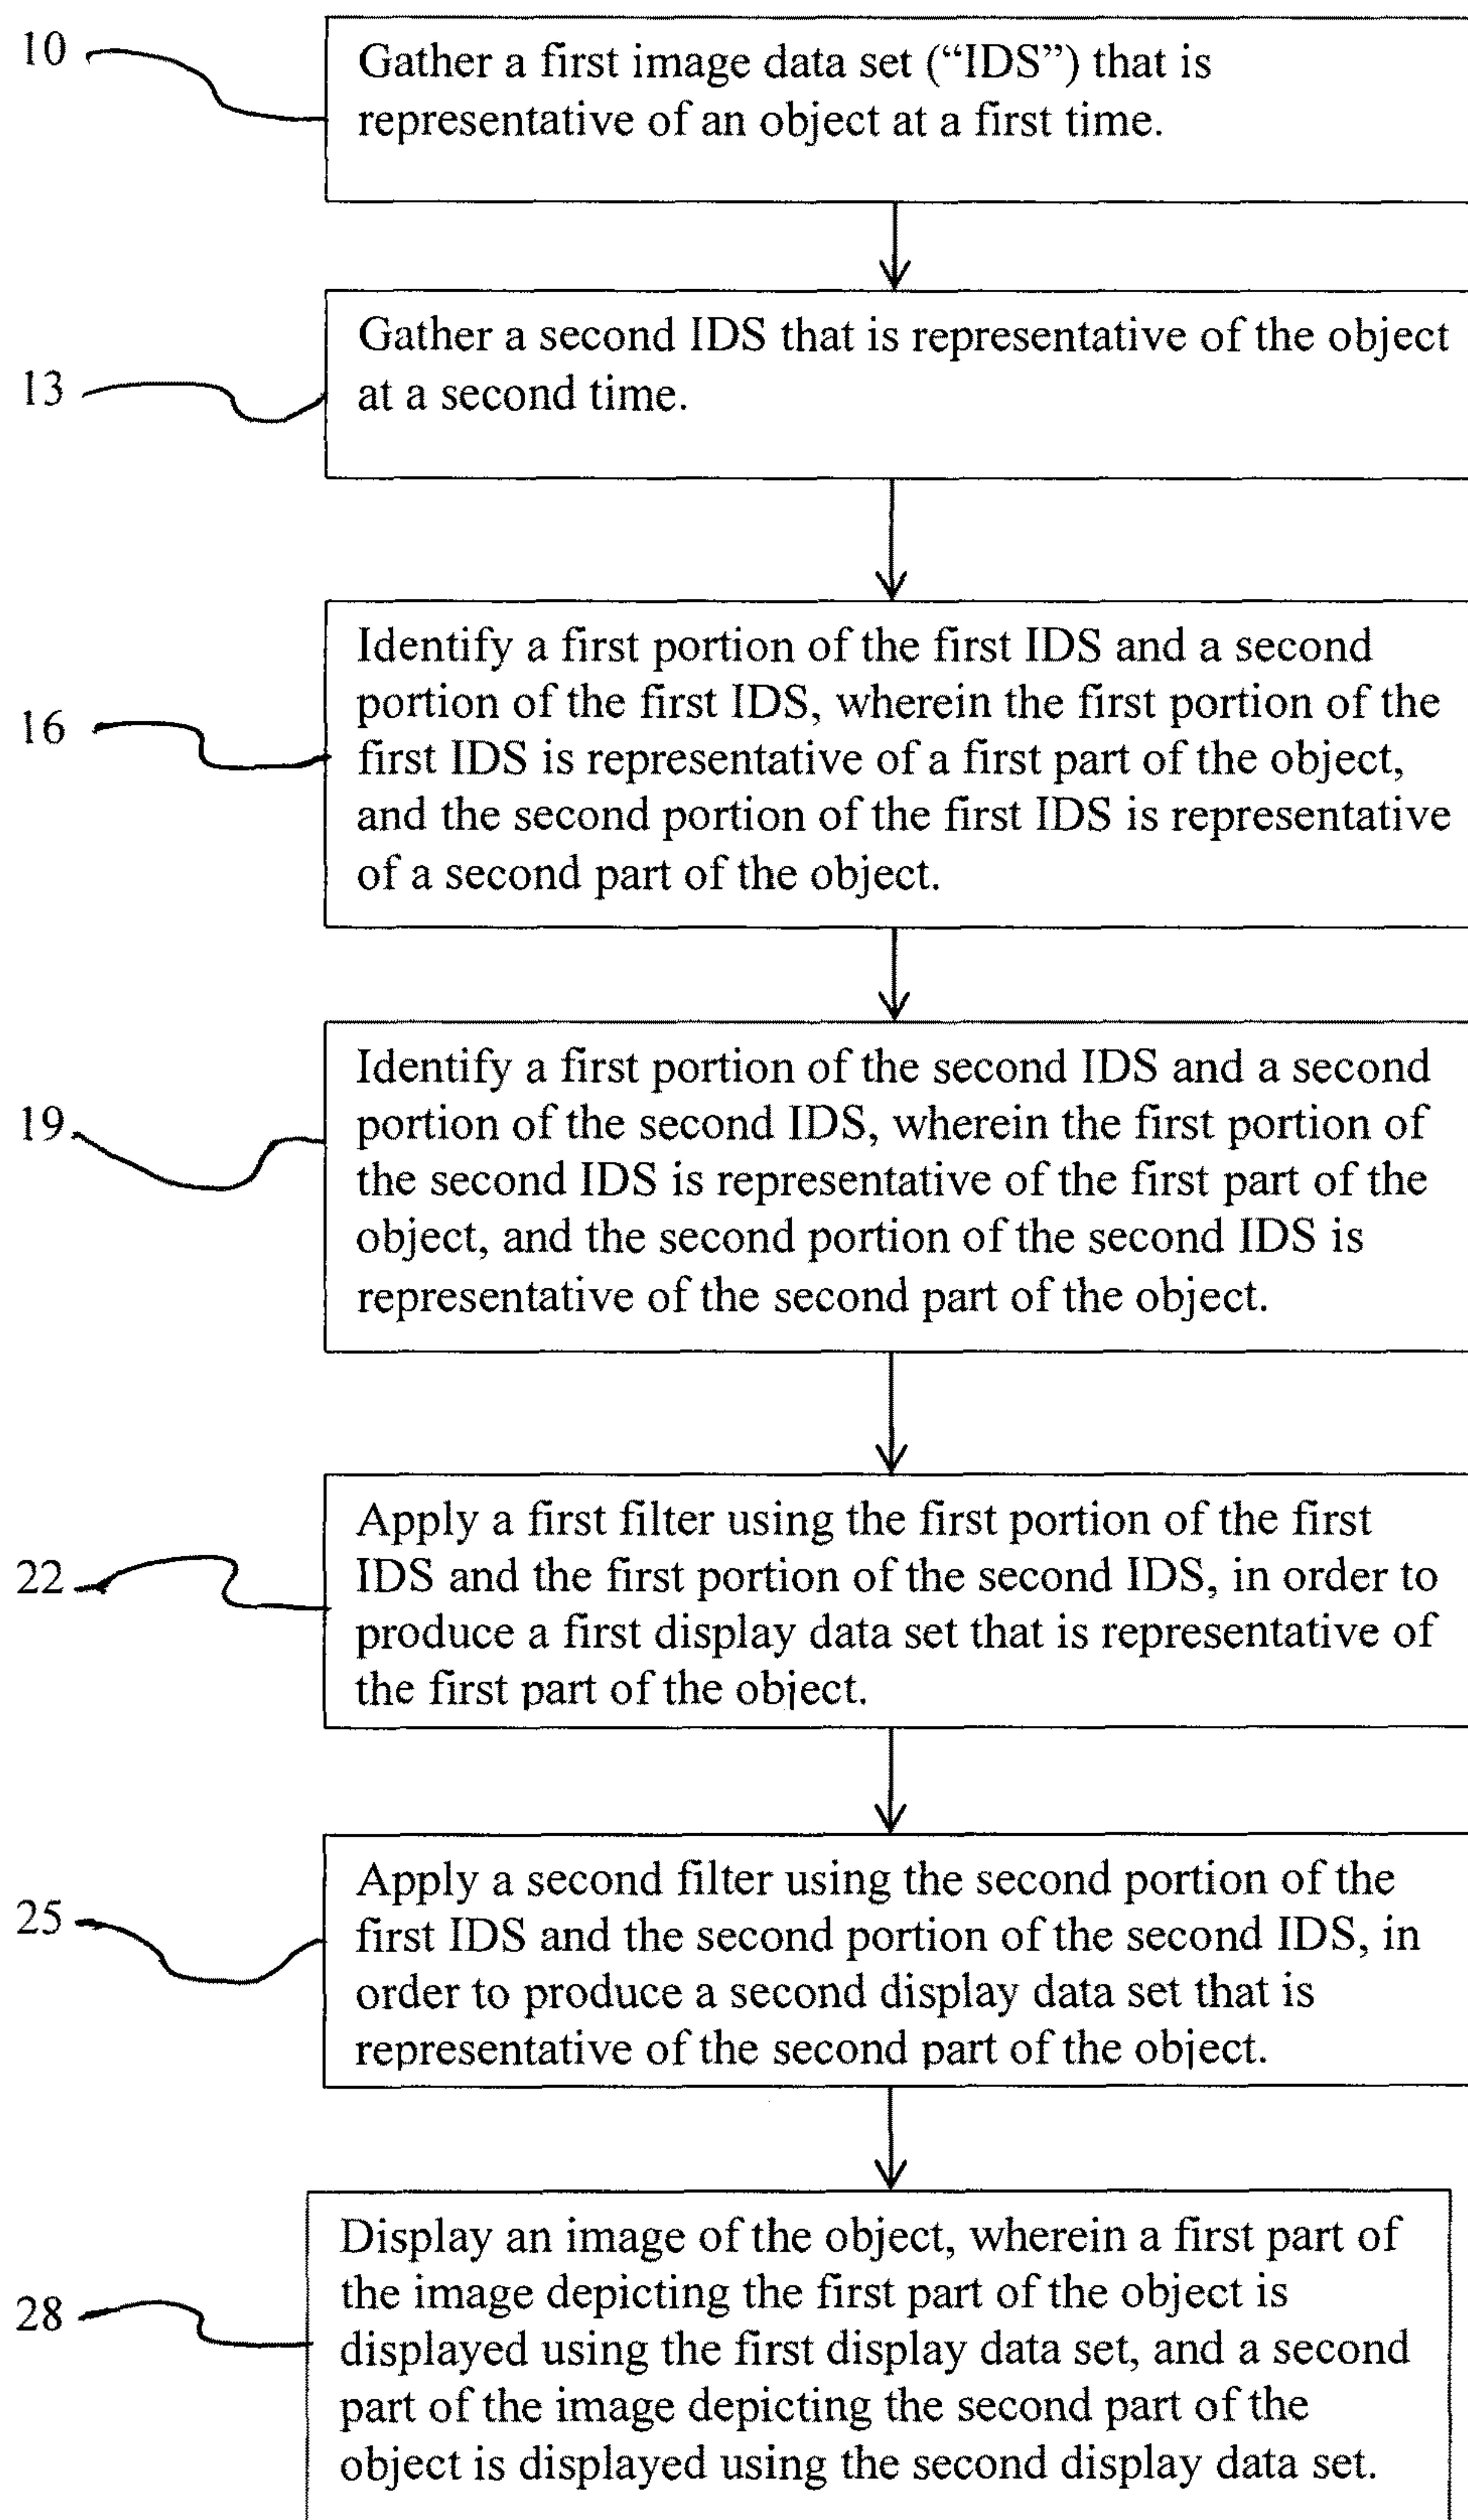 10
Gather a first image data set (“IDS”) that is
representative of an object at a first time.
13
Gather a second IDS that is representative of the object
at a second time.
16
Identify a first portion of the first IDS and a second
portion of the first IDS, wherein the first portion of the
first IDS is representative of a first part of the object,
and the second portion of the first IDS is representative
of a second part of the object.
19
Identify a first portion of the second IDS and a second
portion of the second IDS, wherein the first portion of
the second IDS is representative of the first part of the
object, and the second portion of the second IDS is
representative of the second part of the object.
22
Apply a first filter using the first portion of the first
IDS and the first portion of the second IDS, in order to
produce a first display data set that is representative of
the first part of the object.
25
Apply a second filter using the second portion of the
first IDS and the second portion of the second IDS, in
order to produce a second display data set that is
representative of the second part of the object.
28
Display an image of the object, wherein a first part of
the image depicting the first part of the object is
displayed using the first display data set, and a second
part of the image depicting the second part of the
object is displayed using the second display data set.